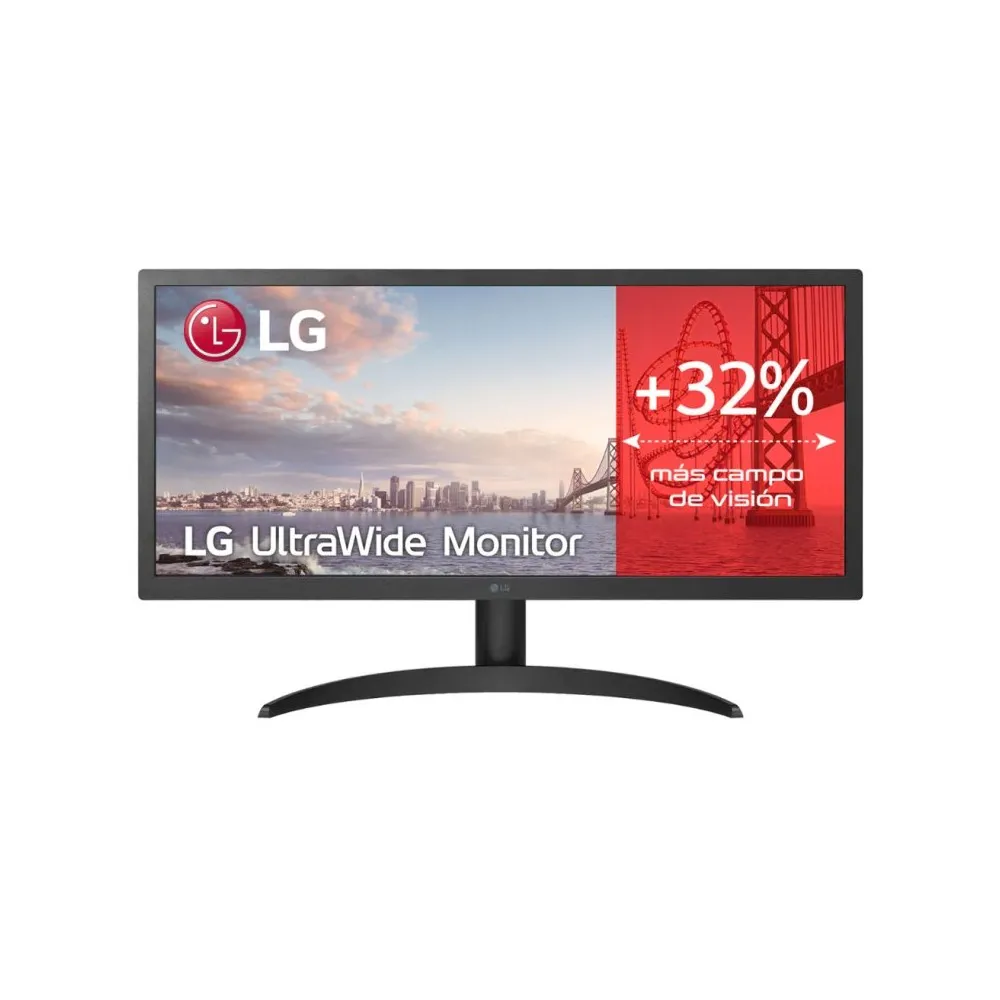 LG
+32%
más campo
de visión
LG UltraWide Monitor
LG